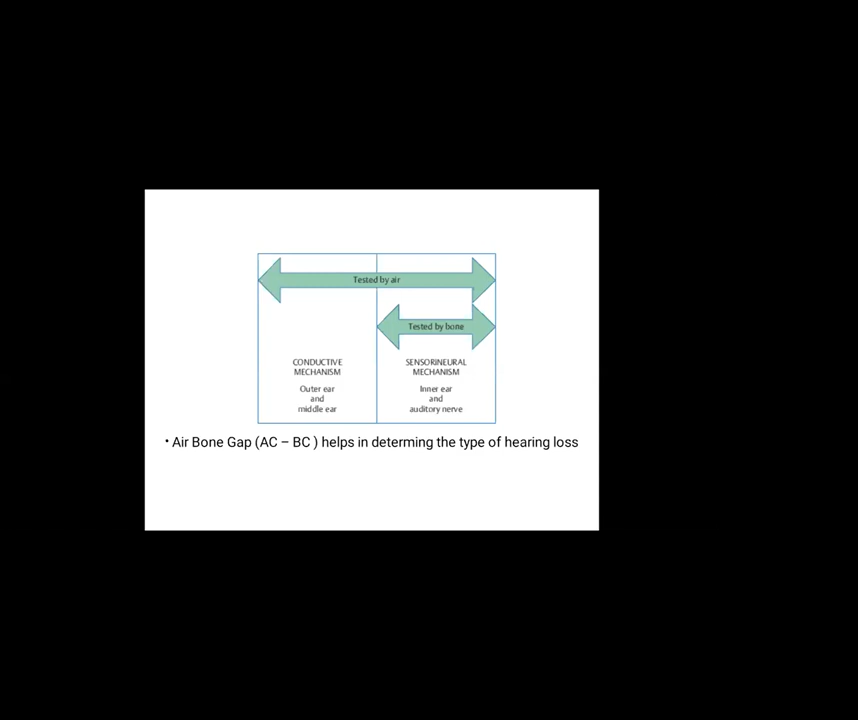 Tested by air
Tested by bone
CONDUCTIVE
MECHANISM
Outer ear
and
middle ear
SENSORINEURAL
MECHANISM
Inner ear
and
auditory nerve
• Air Bone Gap (AC – BC ) helps in determing the type of hearing loss